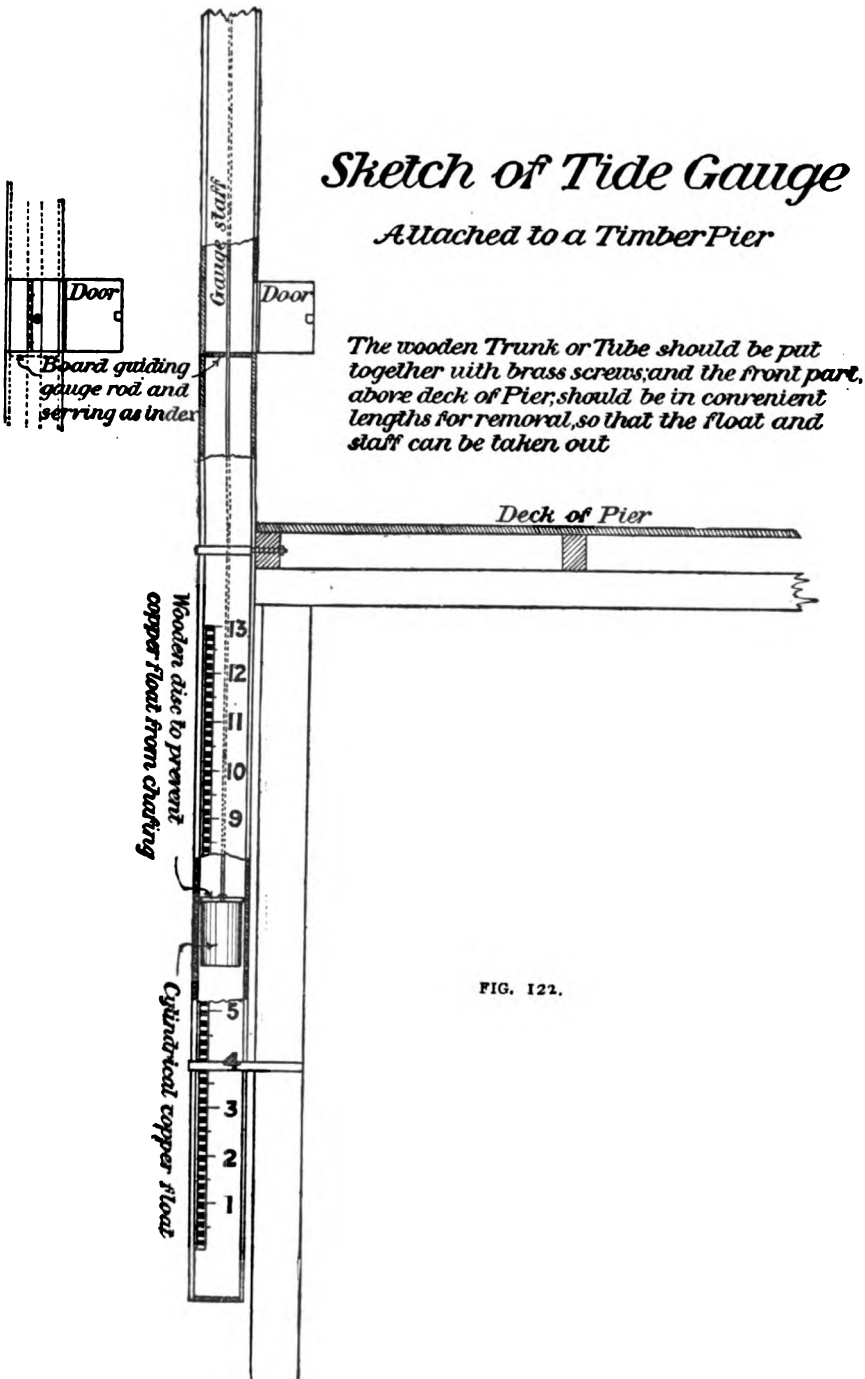 Sketch of Tide Gauge
Attached to a Timber Pier
Gauge staff
Door
Door
Board guiding
gauge rod and
serving as index
The wooden Trunk or Tube should be put
together with brass screws; and the front part,
above deck of Pier, should be in convenient
lengths for removal, so that the float and
staff can be taken out
Deck of Pier
Wooden disc to prevent
copper float from chafing
13
12
11
10
9
Cylindrical copper float
5
4
3
2
1
FIG. 122.